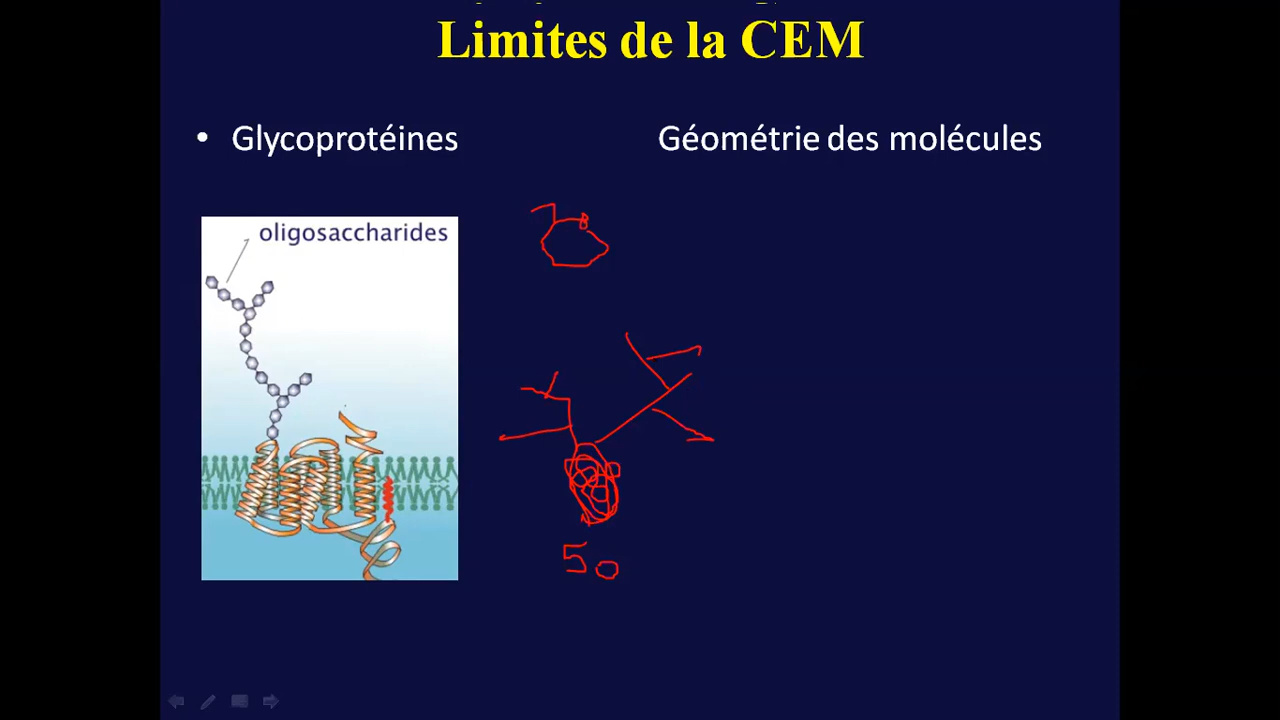 Limites de la CEM
• Glycoprotéines
Géométrie des molécules
oligosaccharides
50